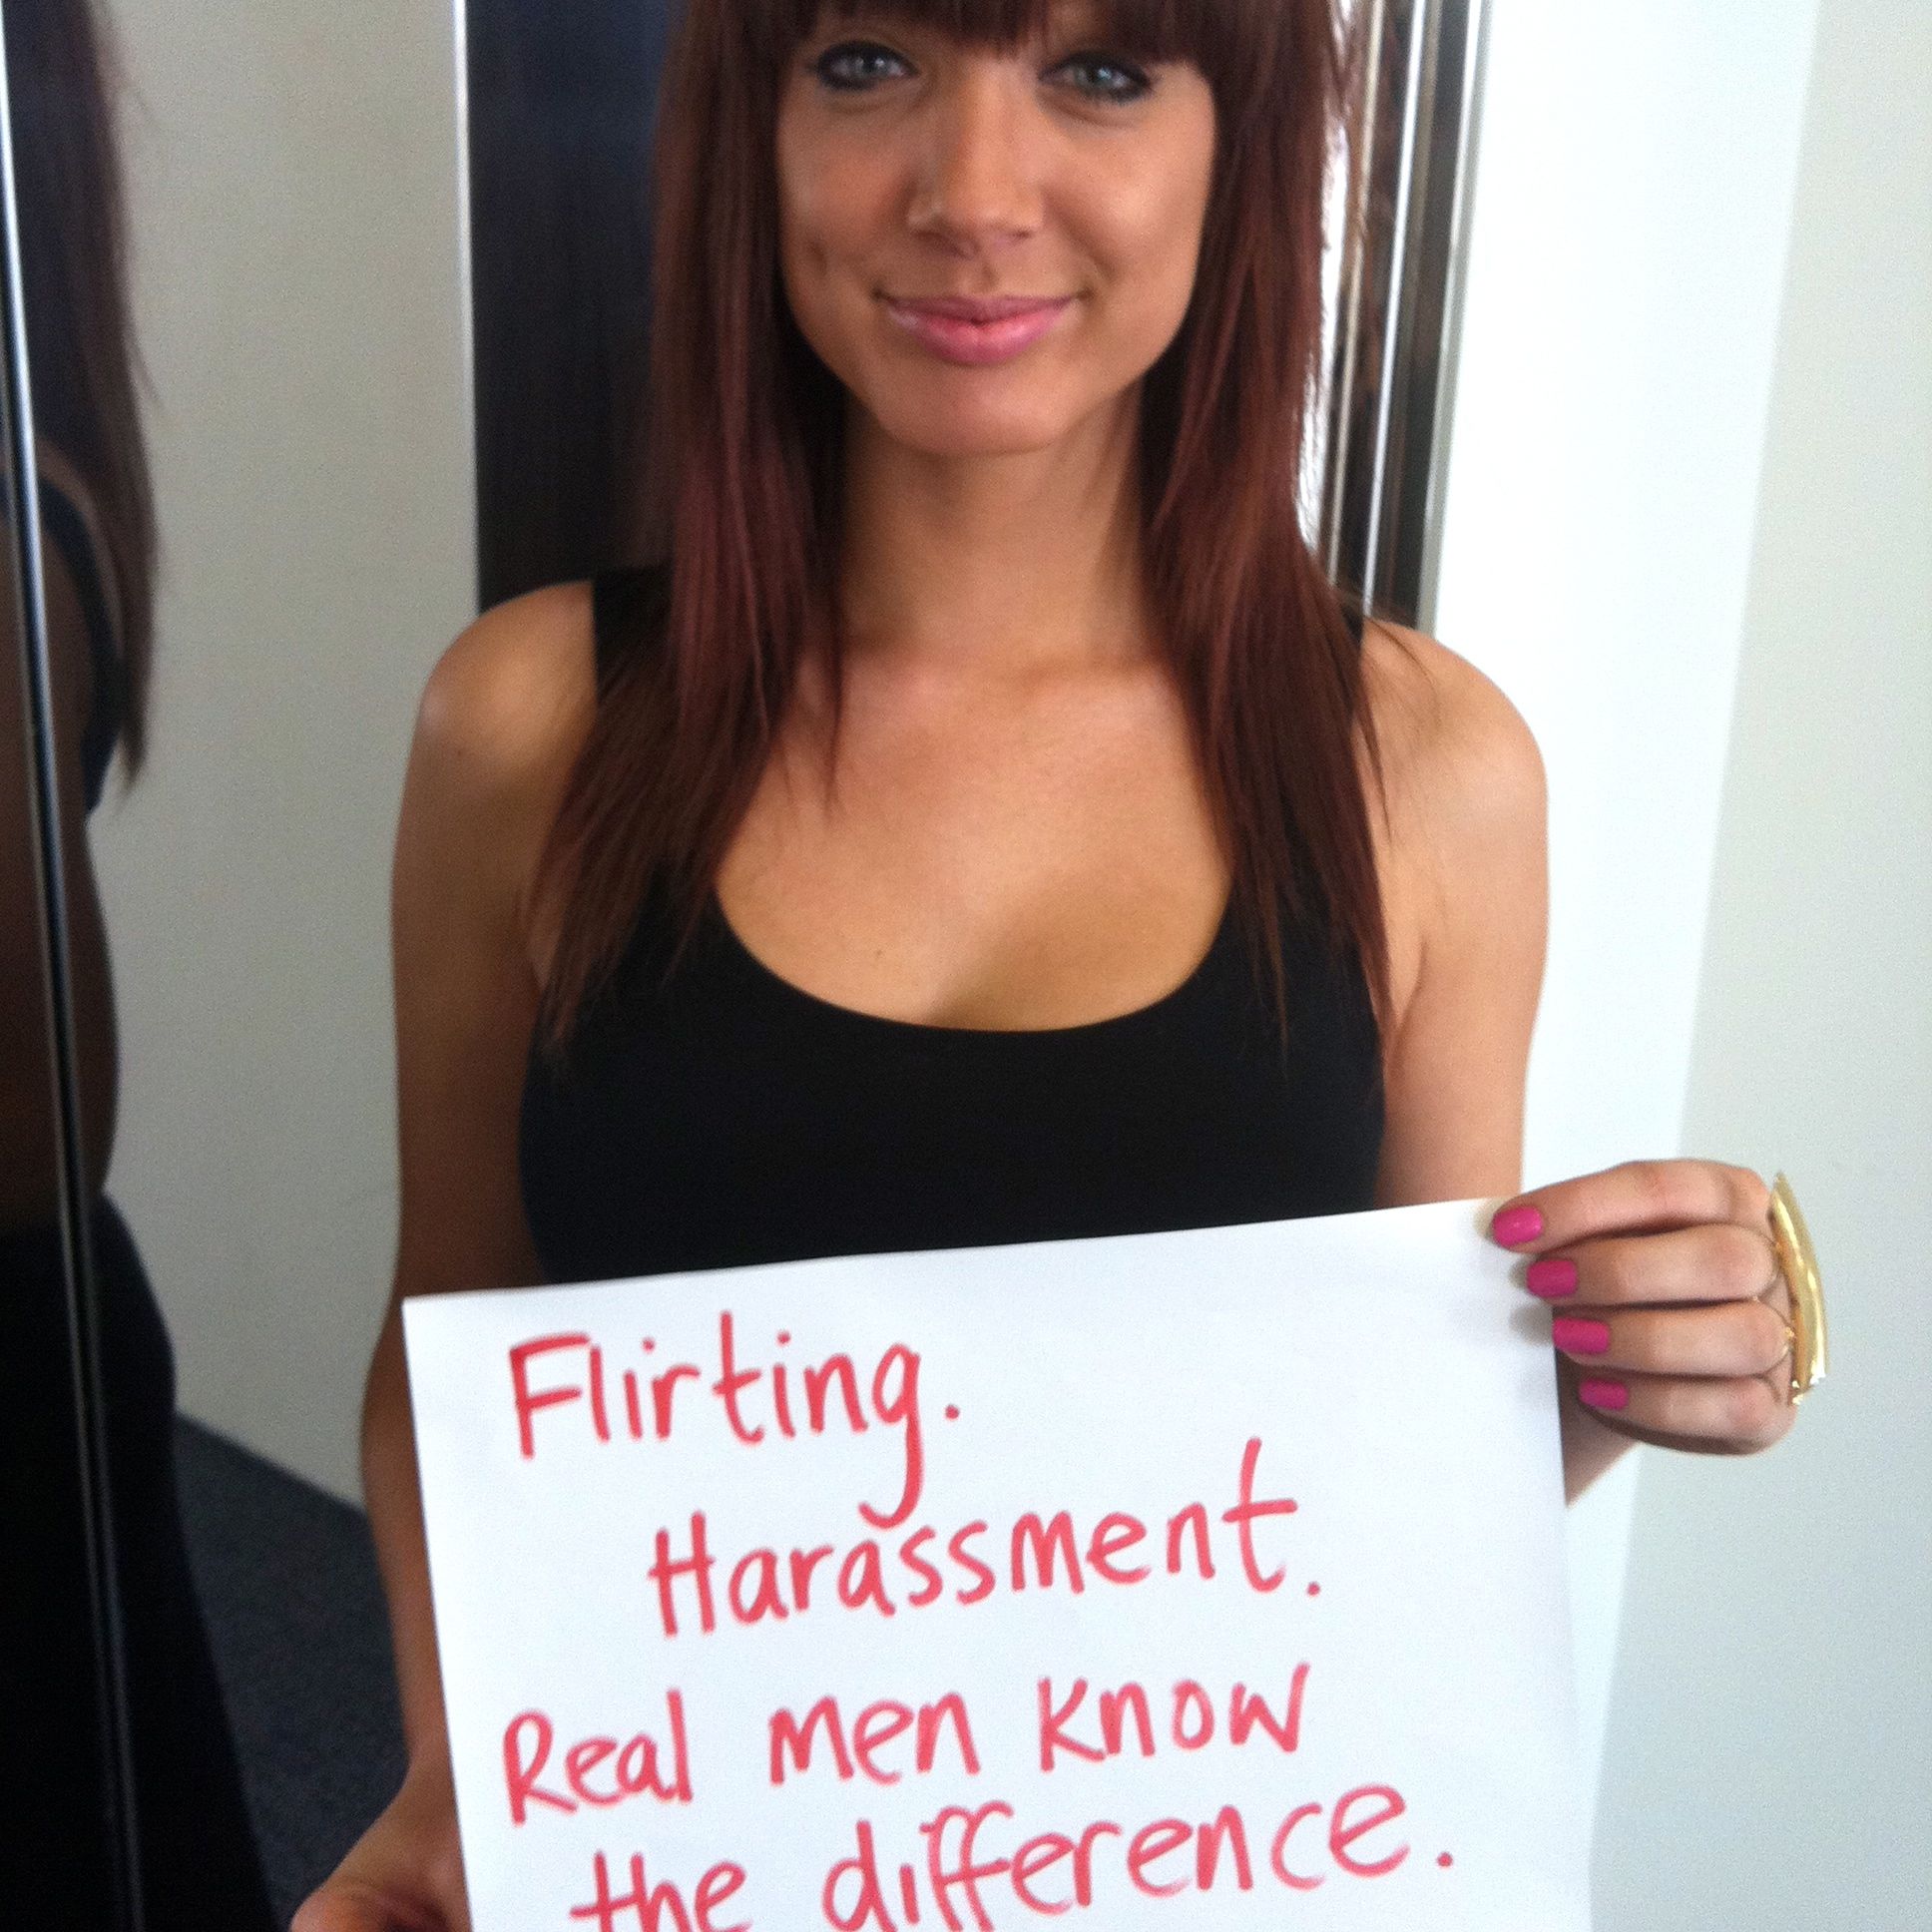 Flirting.
Harassment.
Real men know
the difference.